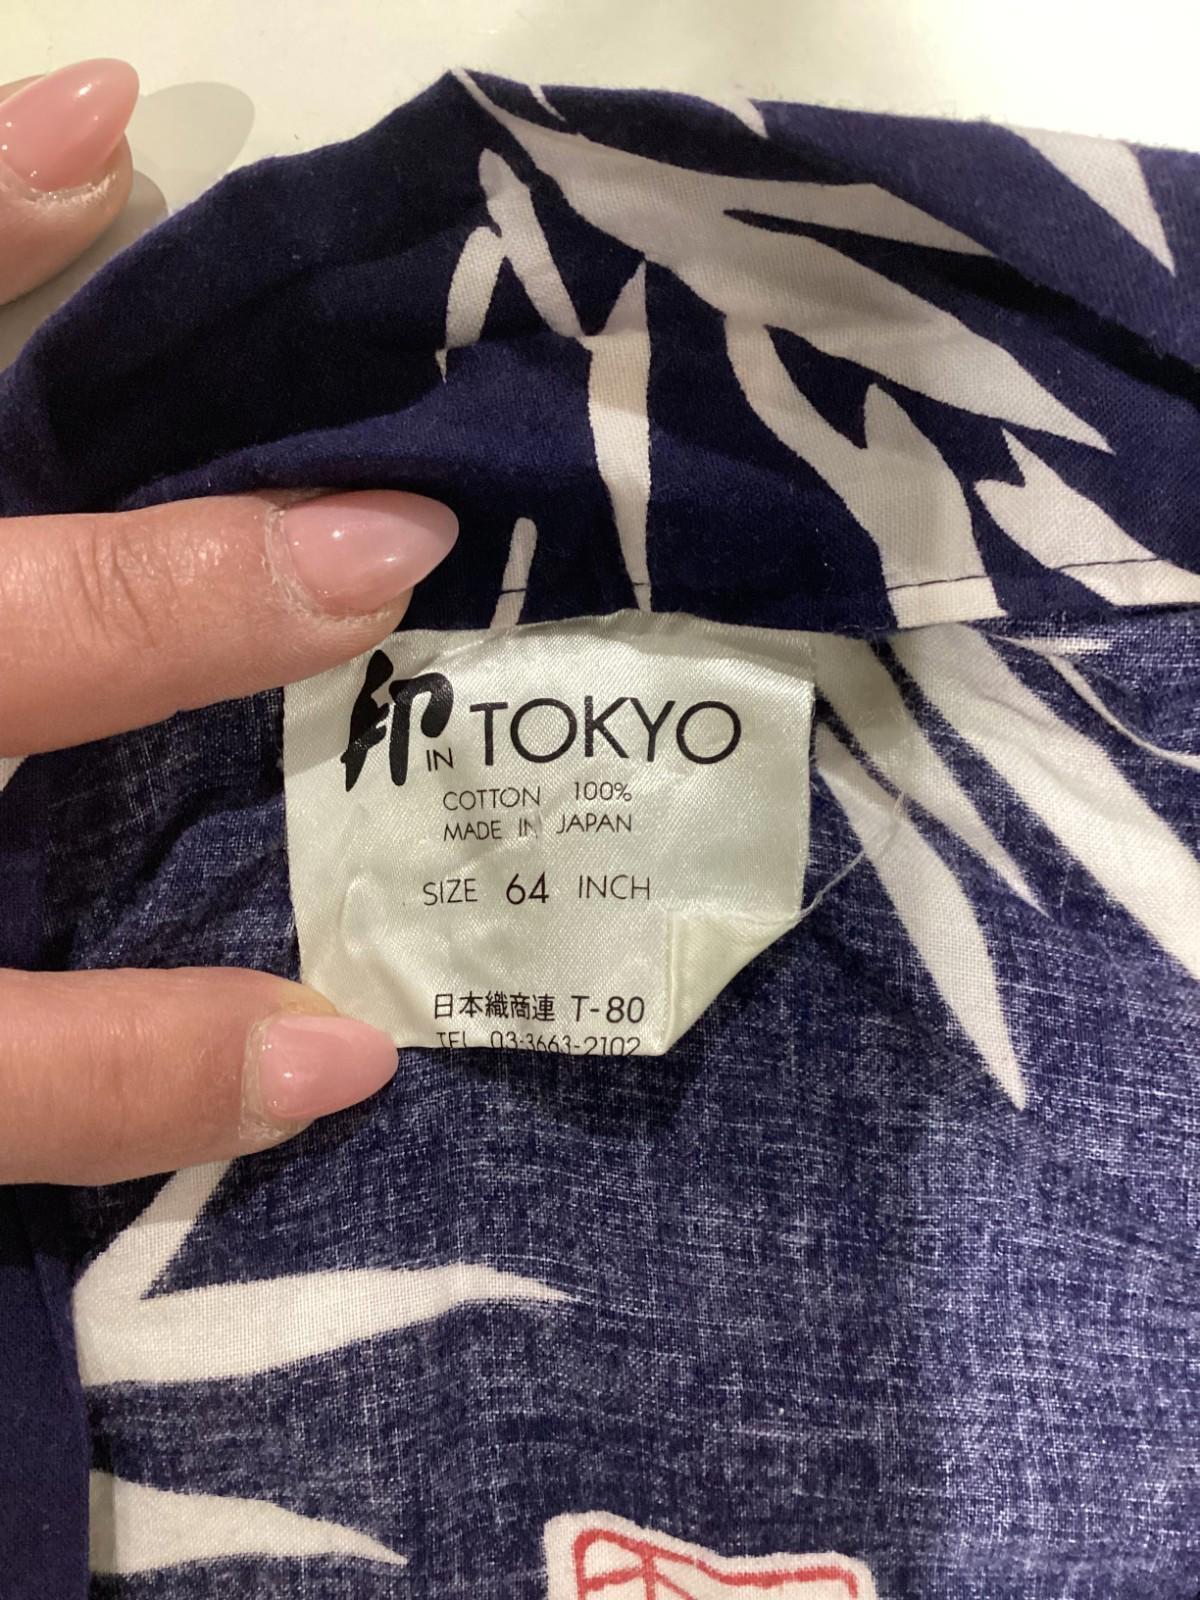 印 IN TOKYO
COTTON 100%
MADE IN JAPAN
SIZE 64 INCH
日本織商連 T-80
TEL 03-3663-2102